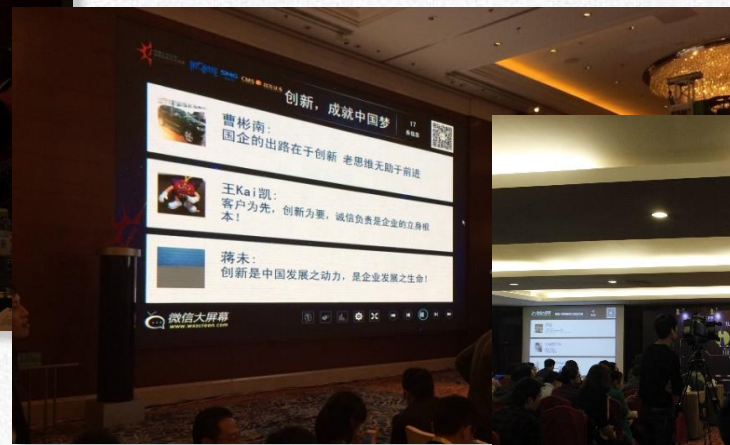 SMG CMS
创新，成就中国梦
17
条信息
曹彬南：
国企的出路在于创新 老思维无助于前进
王Kai凯：
客户为先，创新为要，诚信负责是企业的立身根
本！
蒋未：
创新是中国发展之动力，是企业发展之生命！
微信大屏幕
www.wxscreen.com